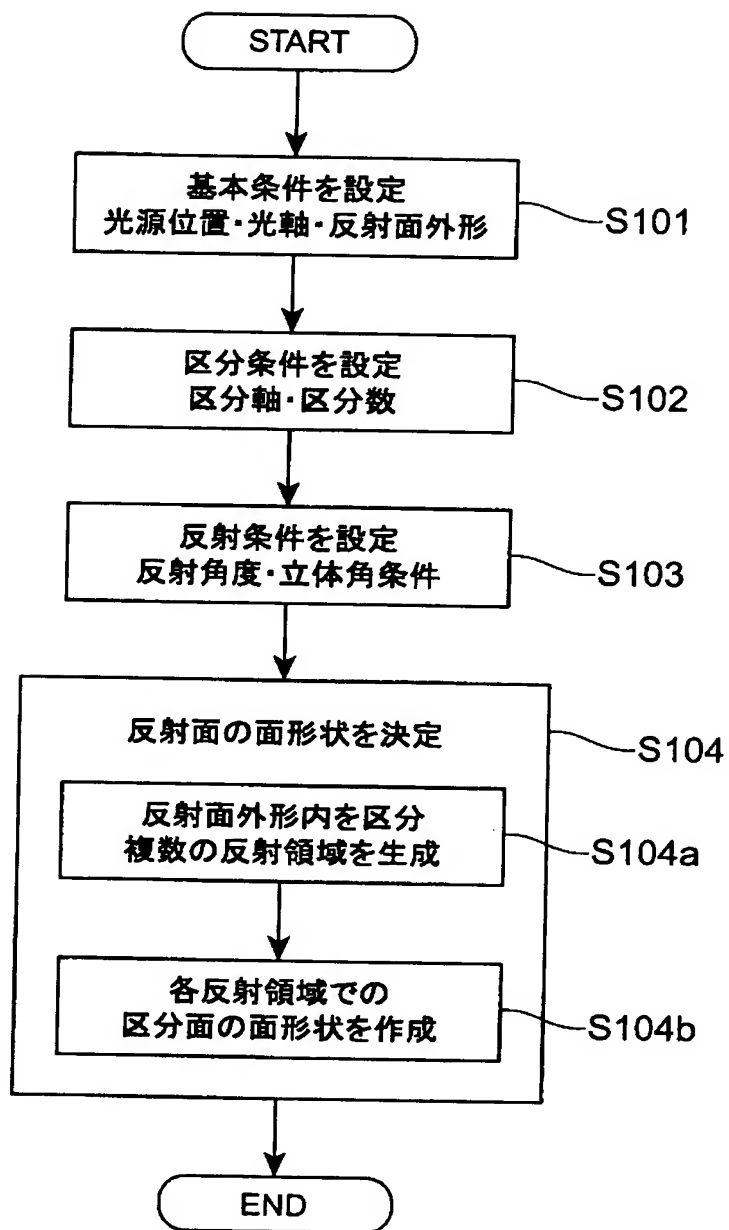 START
基本条件を設定
光源位置・光軸・反射面外形
S101
区分条件を設定
区分軸・区分数
S102
反射条件を設定
反射角度・立体角条件
S103
反射面の面形状を決定
S104
反射面外形内を区分
複数の反射領域を生成
S104a
各反射領域での
区分面の面形状を作成
S104b
END